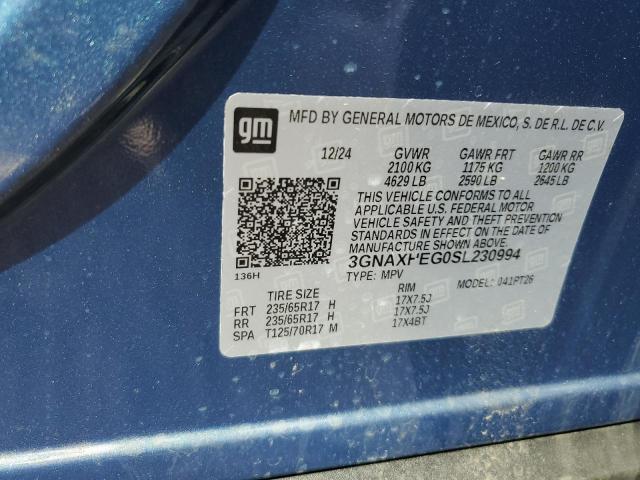 gm
MFD BY GENERAL MOTORS DE MEXICO, S. DE R.L. DE C.V.
12/24 GVWR GAWR FRT GAWR RR
2100 KG 1175 KG 1200 KG
4629 LB 2590 LB 2645 LB
THIS VEHICLE CONFORMS TO ALL
APPLICABLE U.S. FEDERAL MOTOR
VEHICLE SAFETY AND THEFT PREVENTION
STANDARDS IN EFFECT ON THE DATE OF
MANUFACTURE SHOWN ABOVE.
136H
3GNAXHEG0SL230994
TYPE: MPV MODEL: 041PT26
TIRE SIZE RIM
FRT 235/65R17 H 17X7.5J
RR 235/65R17 H 17X7.5J
SPA T125/70R17 M 17X4BT